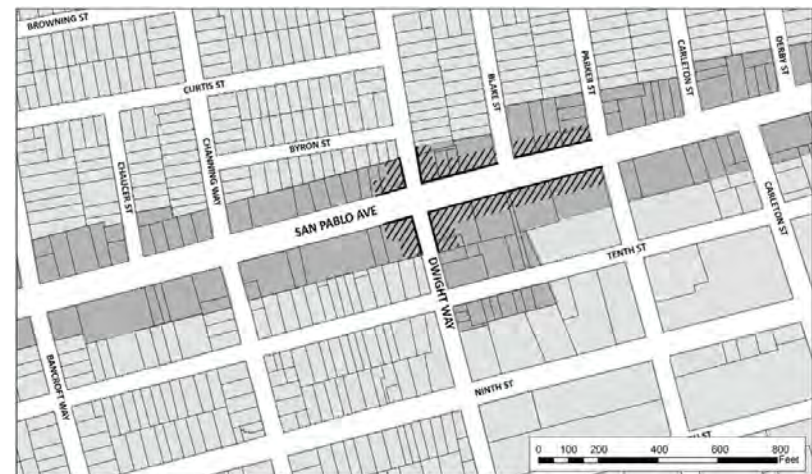 BROWNING ST
CURTIS ST
BYRON ST
CHAUCER ST
CHANNING WAY
BLAKE ST
PARKER ST
CARLETON ST
DERBY ST
SAN PABLO AVE
DWIGHT WAY
TENTH ST
CARLETON ST
BANCROFT WAY
NINTH ST
ST
0 100 200 400 600 800
Feet